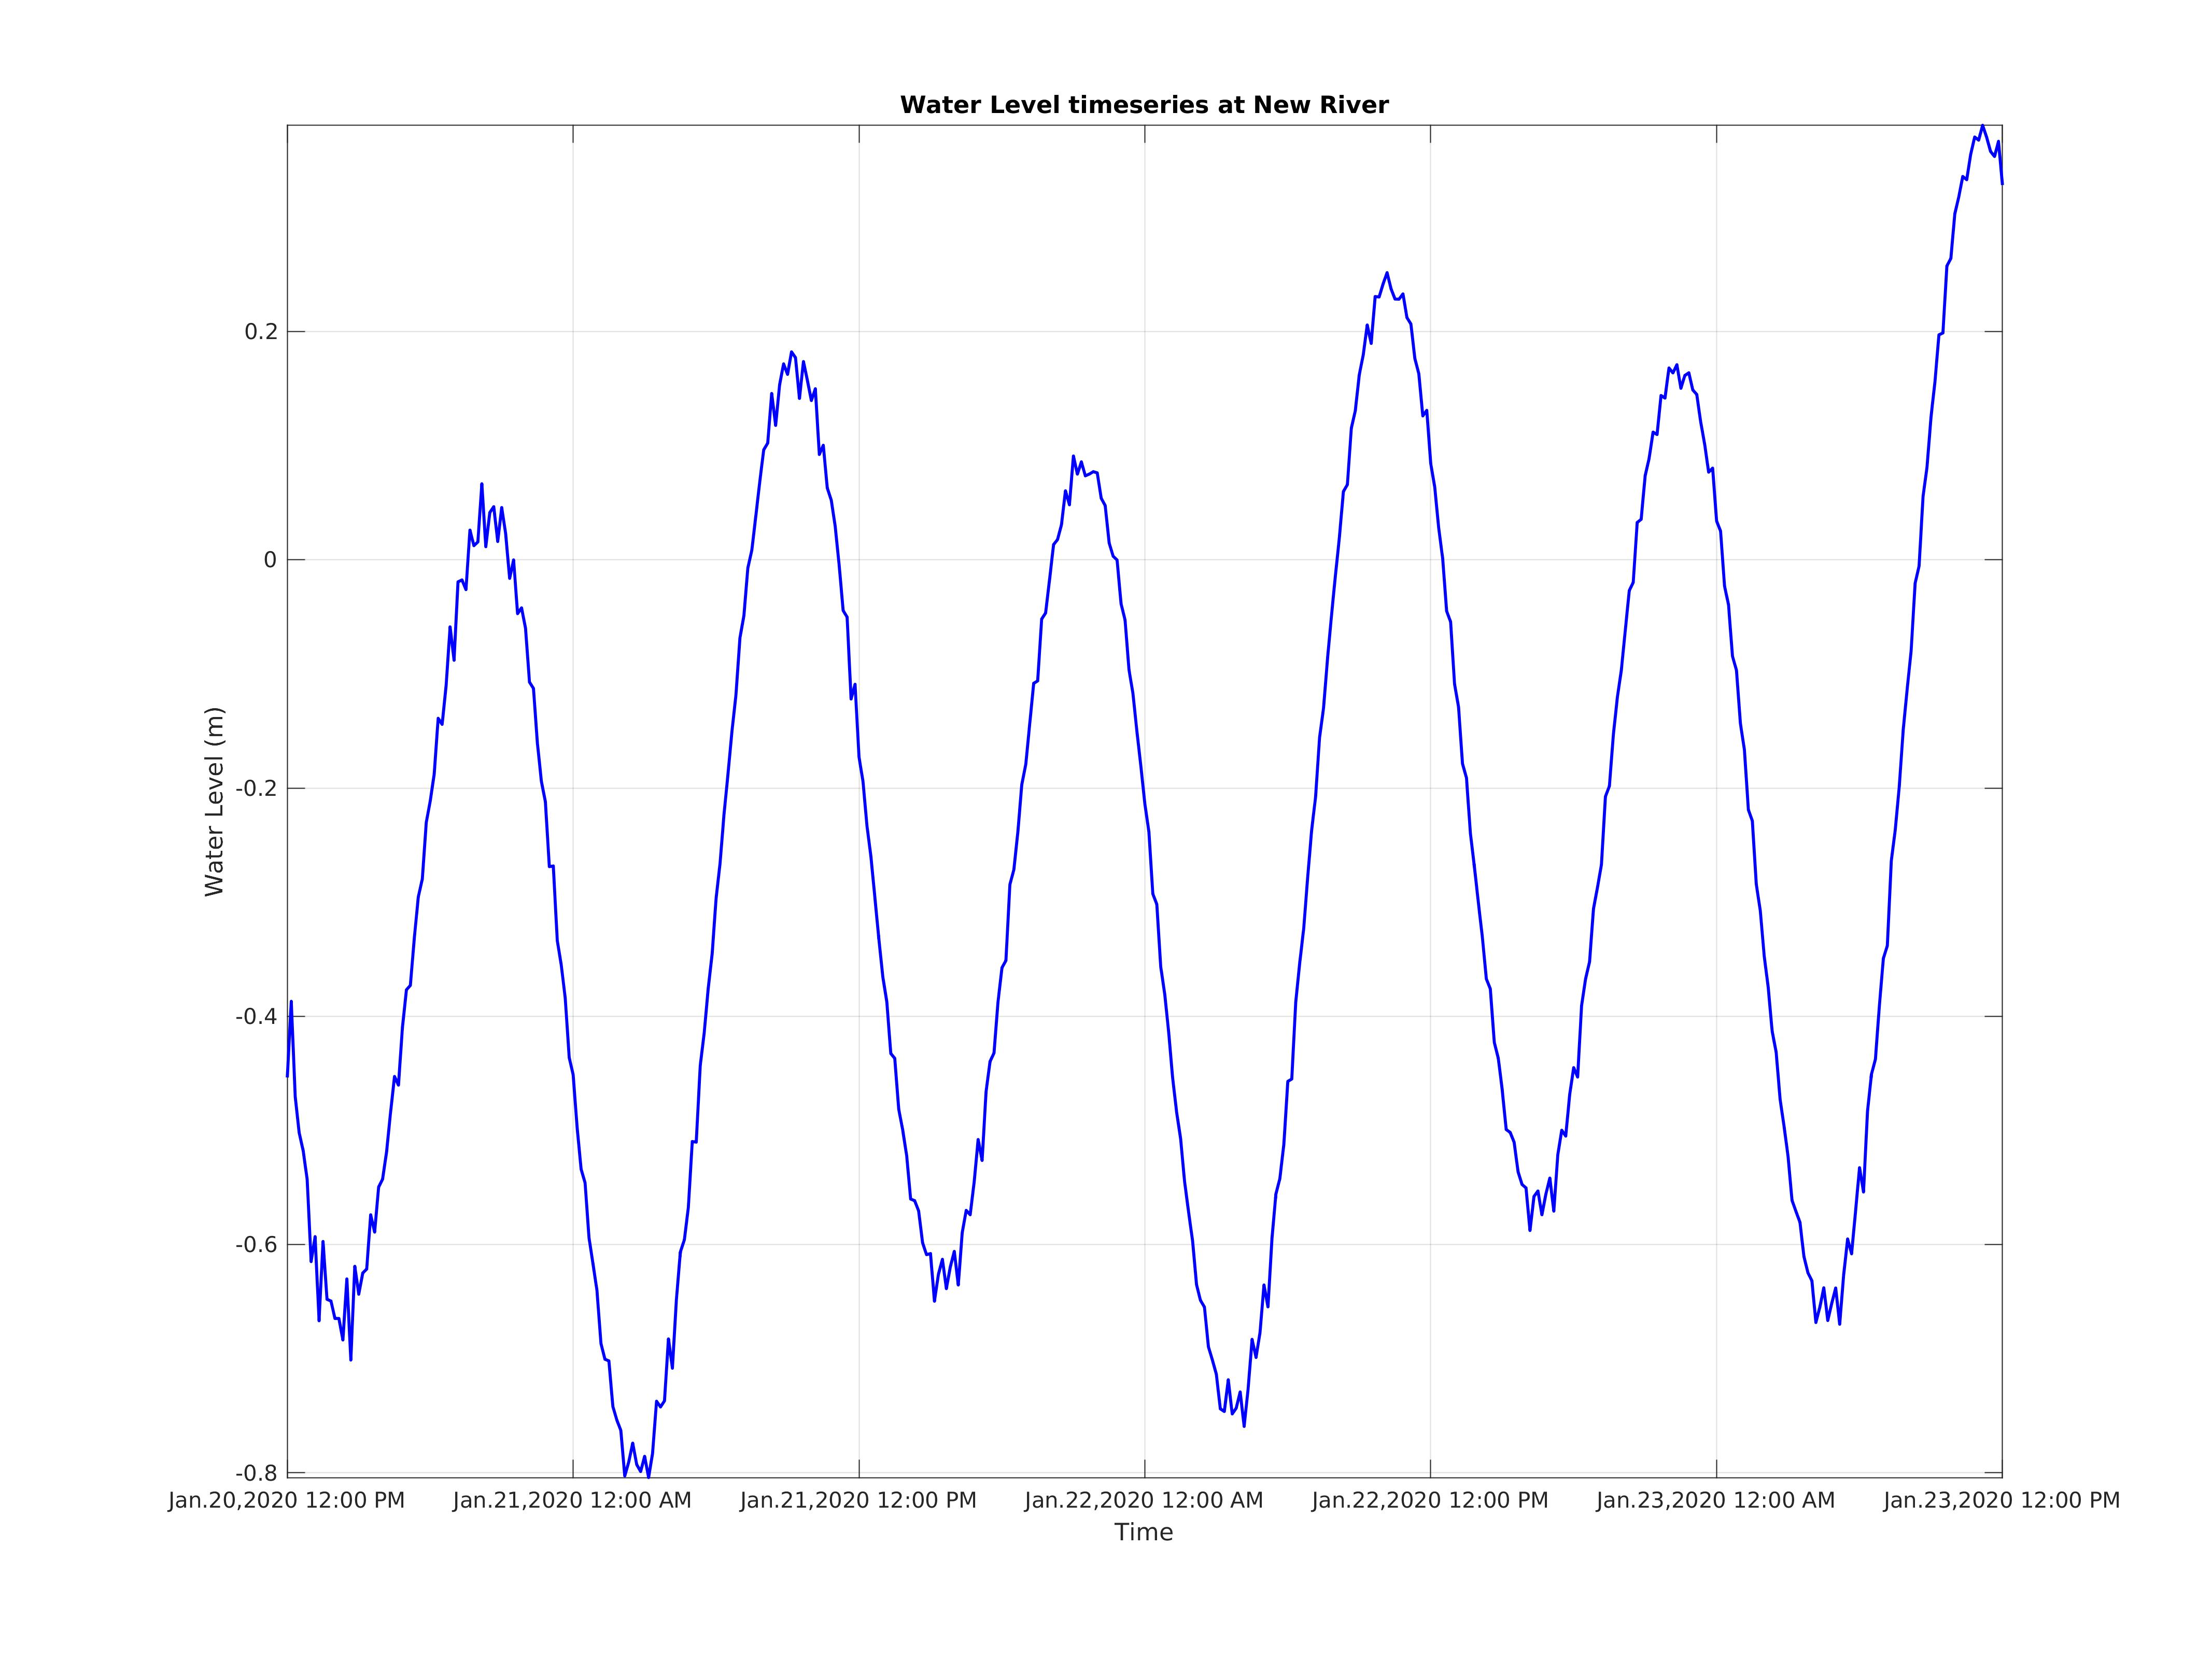 Water Level timeseries at New River
0.2
0
-0.2
-0.4
-0.6
-0.8
Water Level (m)
Jan.20,2020 12:00 PM Jan.21,2020 12:00 AM Jan.21,2020 12:00 PM Jan.22,2020 12:00 AM Jan.22,2020 12:00 PM Jan.23,2020 12:00 AM Jan.23,2020 12:00 PM
Time